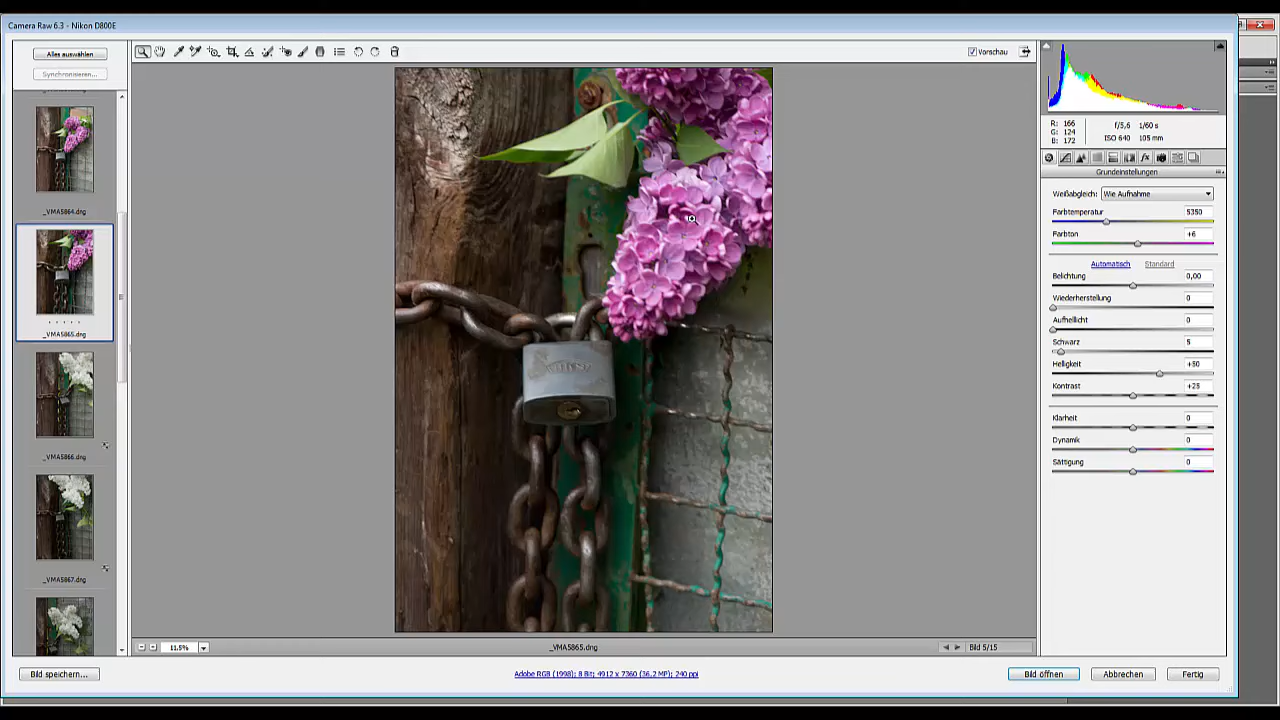 Camera Raw 6.3 - Nikon D800E
Alles auswählen
Synchronisieren...
_VMA5864.dng
_VMA5865.dng
_VMA5866.dng
_VMA5867.dng
Vorschau
R: 166
G: 124
B: 172
f/5,6 1/60 s
ISO 640 105 mm
Grundeinstellungen
Weißabgleich: Wie Aufnahme
Farbtemperatur 5350
Farbton +6
Automatisch Standard
Belichtung 0,00
Wiederherstellung 0
Aufhelllicht 0
Schwarz 5
Helligkeit +50
Kontrast +25
Klarheit 0
Dynamik 0
Sättigung 0
11.5%
_VMA5865.dng
Bild 5/15
Bild speichern...
Adobe RGB (1998); 8 Bit; 4912 x 7360 (36,2 MP); 240 ppi
Bild öffnen
Abbrechen
Fertig